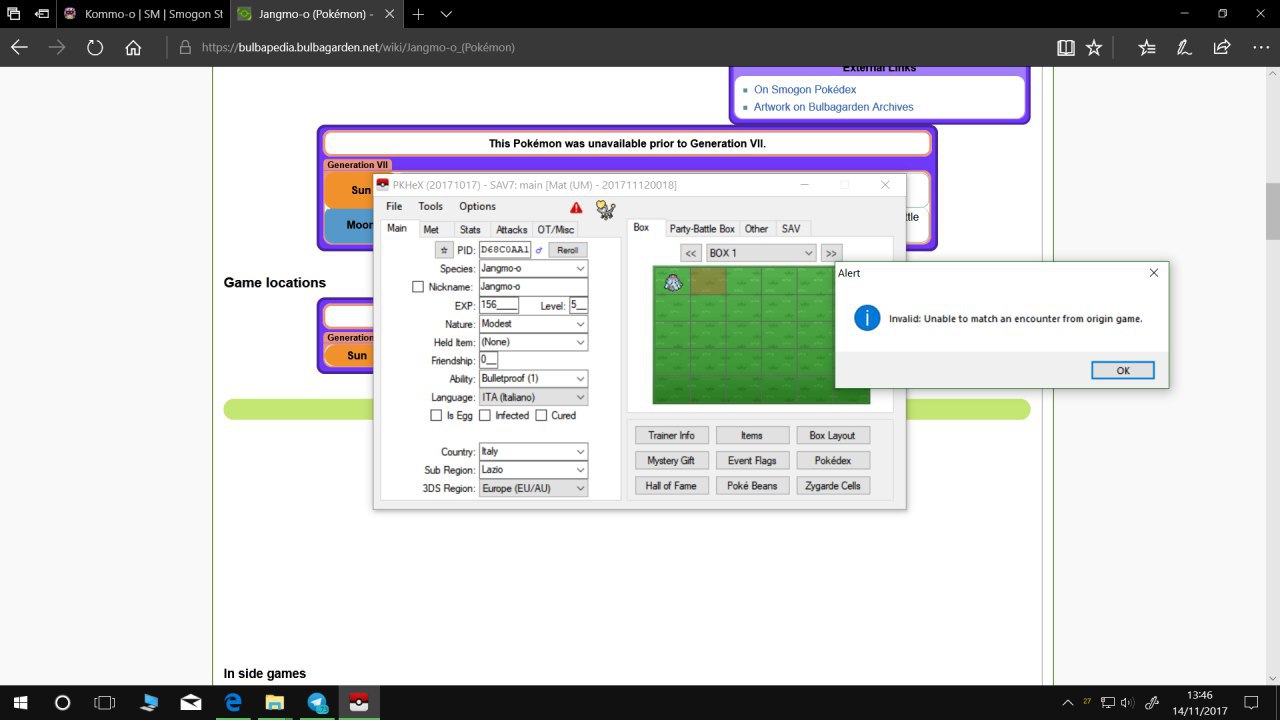 Kommo-o | SM | Smogon St
Jangmo-o (Pokémon) -
https://bulbapedia.bulbagarden.net/wiki/Jangmo-o_(Pokémon)
External Links
On Smogon Pokédex
Artwork on Bulbagarden Archives
This Pokémon was unavailable prior to Generation VII.
Generation VII
Sun
Moon
ttle
Game locations
Generation
Sun
In side games
PKHeX (20171017) - SAV7: main [Mat (UM) - 201711120018]
File Tools Options
Main Met Stats Attacks OT/Misc
PID: D68C0AA1 Reroll
Species: Jangmo-o
Nickname: Jangmo-o
EXP: 156____ Level: 5__
Nature: Modest
Held Item: (None)
Friendship: 0__
Ability: Bulletproof (1)
Language: ITA (Italiano)
Is Egg Infected Cured
Country: Italy
Sub Region: Lazio
3DS Region: Europe (EU/AU)
Box Party-Battle Box Other SAV
<< BOX 1 >>
Trainer Info Items Box Layout
Mystery Gift Event Flags Pokédex
Hall of Fame Poké Beans Zygarde Cells
Alert
Invalid: Unable to match an encounter from origin game.
OK
27
13:46
14/11/2017